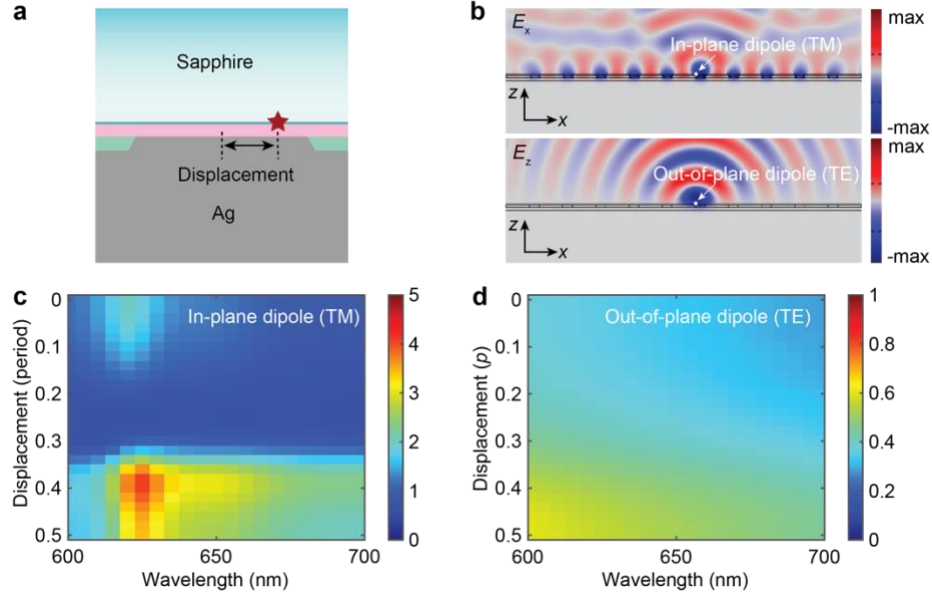 a
Sapphire
Displacement
Ag
b
Ex
In-plane dipole (TM)
z
x
max
-max
Ez
Out-of-plane dipole (TE)
z
x
max
-max
c
In-plane dipole (TM)
Displacement (period)
0
0.1
0.2
0.3
0.4
0.5
600
650
700
Wavelength (nm)
5
4
3
2
1
0
d
Out-of-plane dipole (TE)
Displacement (p)
0
0.1
0.2
0.3
0.4
0.5
600
650
700
Wavelength (nm)
1
0.8
0.6
0.4
0.2
0